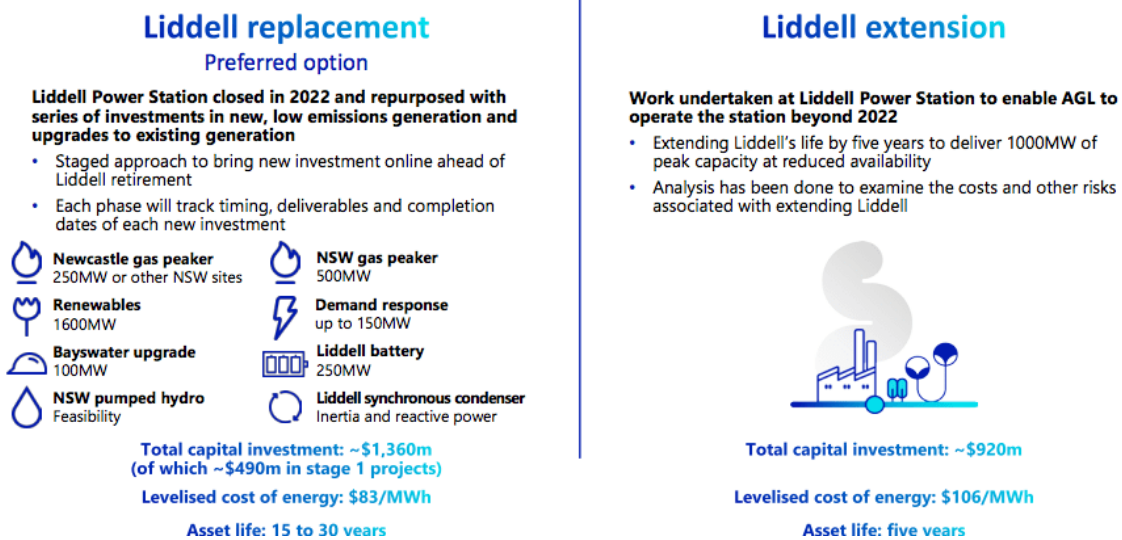 Liddell replacement
Preferred option
Liddell Power Station closed in 2022 and repurposed with
series of investments in new, low emissions generation and
upgrades to existing generation
• Staged approach to bring new investment online ahead of
Liddell retirement
• Each phase will track timing, deliverables and completion
dates of each new investment
Newcastle gas peaker
250MW or other NSW sites
NSW gas peaker
500MW
Renewables
1600MW
Demand response
up to 150MW
Bayswater upgrade
100MW
Liddell battery
250MW
NSW pumped hydro
Feasibility
Liddell synchronous condenser
Inertia and reactive power
Total capital investment: ~$1,360m
(of which ~$490m in stage 1 projects)
Levelised cost of energy: $83/MWh
Asset life: 15 to 30 years
Liddell extension
Work undertaken at Liddell Power Station to enable AGL to
operate the station beyond 2022
• Extending Liddell's life by five years to deliver 1000MW of
peak capacity at reduced availability
• Analysis has been done to examine the costs and other risks
associated with extending Liddell
Total capital investment: ~$920m
Levelised cost of energy: $106/MWh
Asset life: five years